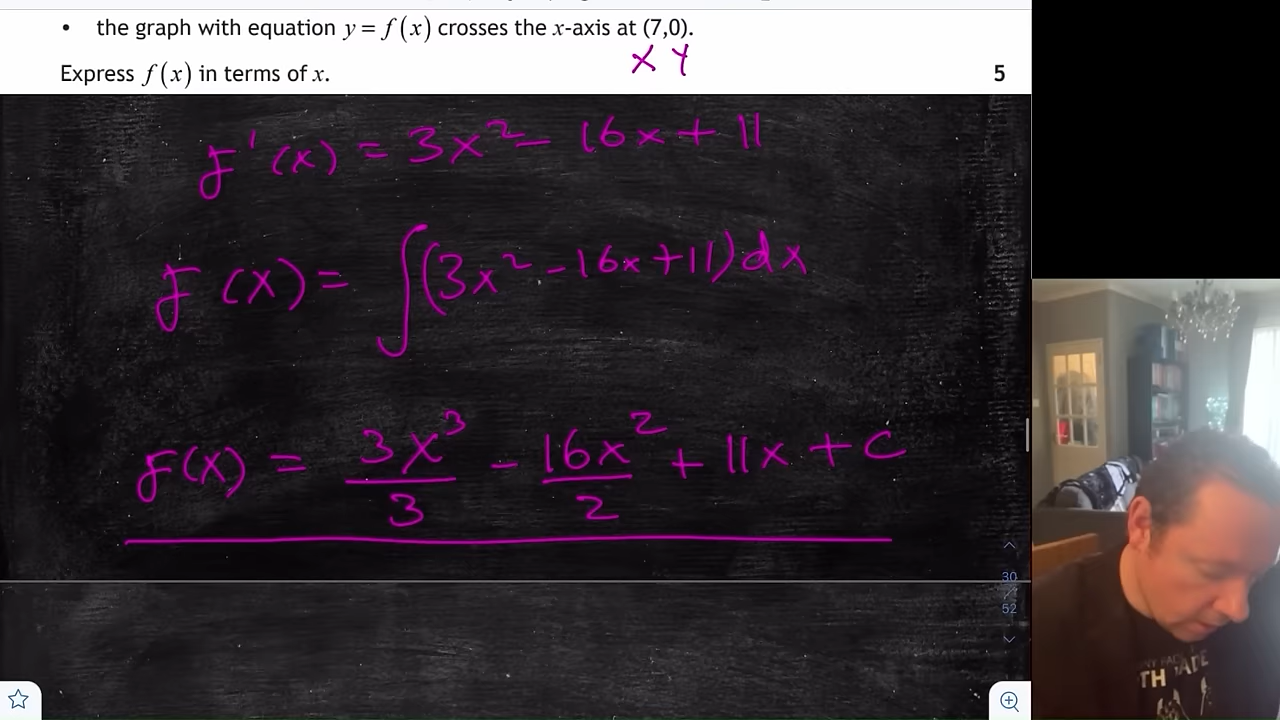 • the graph with equation y = f(x) crosses the x-axis at (7,0).
X Y
Express f(x) in terms of x. 5
f'(x) = 3x² - 16x + 11
f(x) = ∫(3x² - 16x + 11)dx
f(x) = 3x³/3 - 16x²/2 + 11x + C
30
52